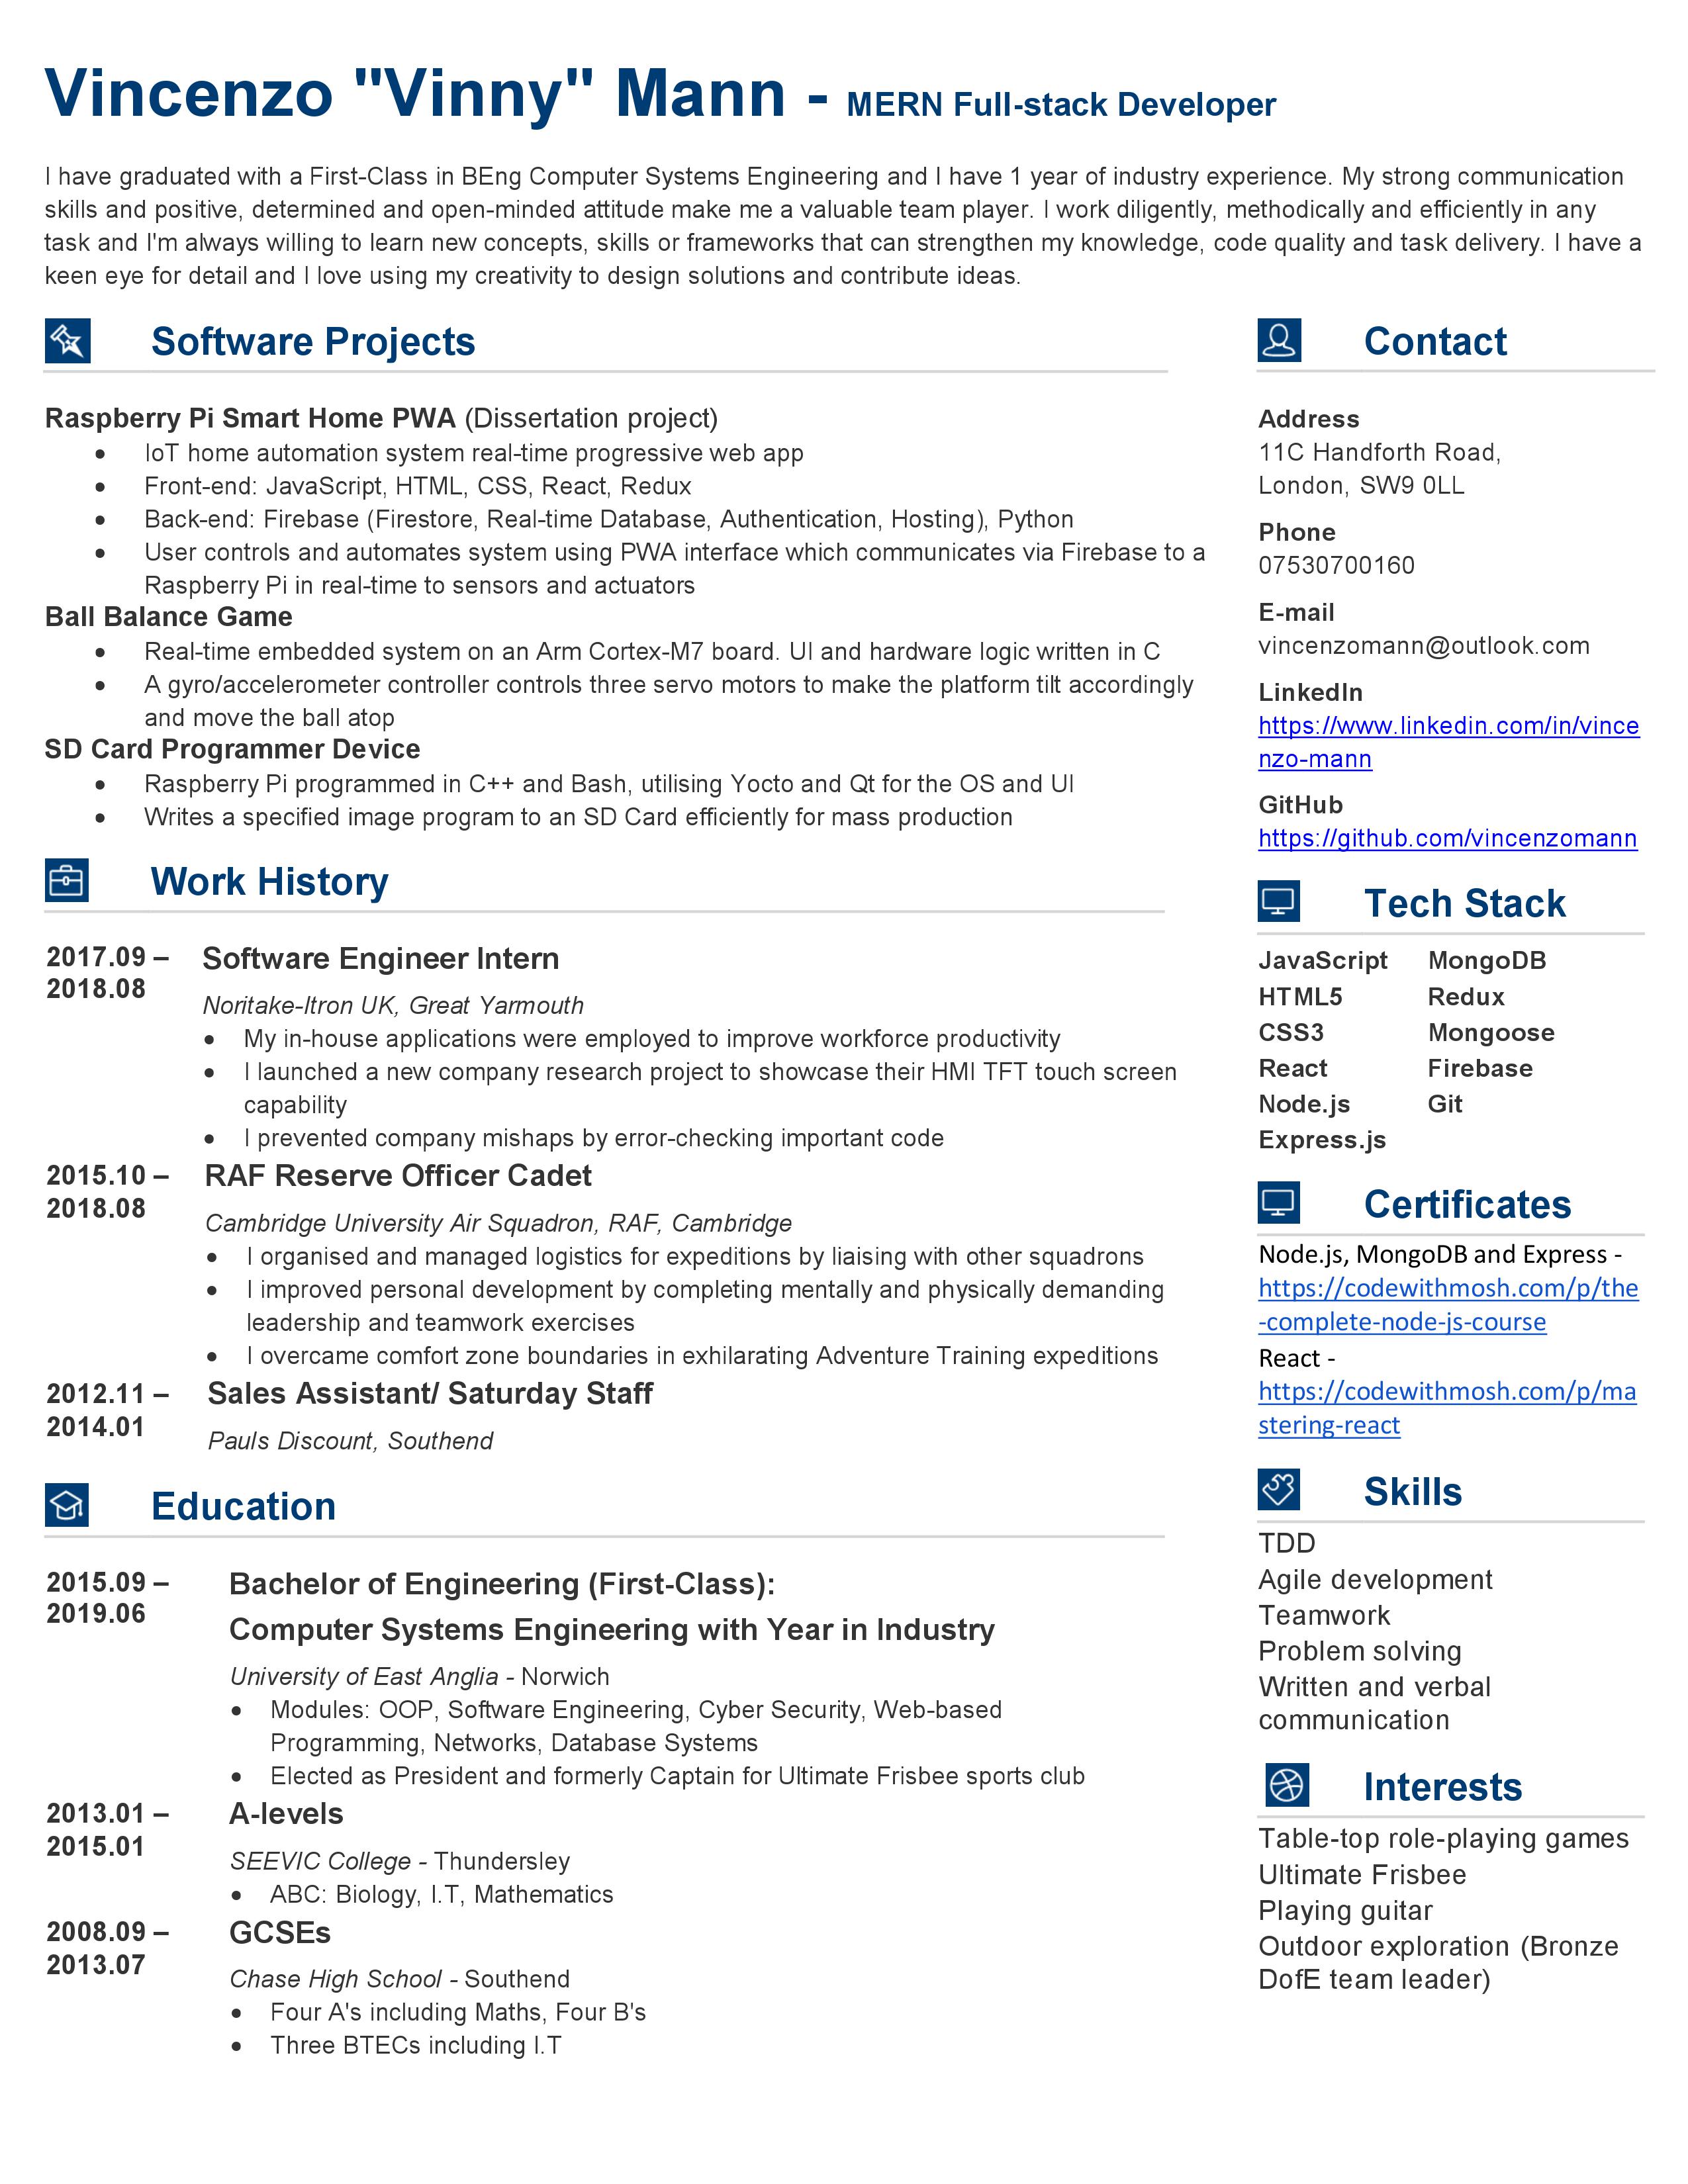 Vincenzo "Vinny" Mann - MERN Full-stack Developer
I have graduated with a First-Class in BEng Computer Systems Engineering and I have 1 year of industry experience. My strong communication
skills and positive, determined and open-minded attitude make me a valuable team player. I work diligently, methodically and efficiently in any
task and I'm always willing to learn new concepts, skills or frameworks that can strengthen my knowledge, code quality and task delivery. I have a
keen eye for detail and I love using my creativity to design solutions and contribute ideas.
Software Projects
Raspberry Pi Smart Home PWA (Dissertation project)
• IoT home automation system real-time progressive web app
• Front-end: JavaScript, HTML, CSS, React, Redux
• Back-end: Firebase (Firestore, Real-time Database, Authentication, Hosting), Python
• User controls and automates system using PWA interface which communicates via Firebase to a
Raspberry Pi in real-time to sensors and actuators
Ball Balance Game
• Real-time embedded system on an Arm Cortex-M7 board. UI and hardware logic written in C
• A gyro/accelerometer controller controls three servo motors to make the platform tilt accordingly
and move the ball atop
SD Card Programmer Device
• Raspberry Pi programmed in C++ and Bash, utilising Yocto and Qt for the OS and UI
• Writes a specified image program to an SD Card efficiently for mass production
Work History
2017.09 –
2018.08
Software Engineer Intern
Noritake-Itron UK, Great Yarmouth
• My in-house applications were employed to improve workforce productivity
• I launched a new company research project to showcase their HMI TFT touch screen
capability
• I prevented company mishaps by error-checking important code
2015.10 –
2018.08
RAF Reserve Officer Cadet
Cambridge University Air Squadron, RAF, Cambridge
• I organised and managed logistics for expeditions by liaising with other squadrons
• I improved personal development by completing mentally and physically demanding
leadership and teamwork exercises
• I overcame comfort zone boundaries in exhilarating Adventure Training expeditions
2012.11 –
2014.01
Sales Assistant/ Saturday Staff
Pauls Discount, Southend
Education
2015.09 –
2019.06
Bachelor of Engineering (First-Class):
Computer Systems Engineering with Year in Industry
University of East Anglia - Norwich
• Modules: OOP, Software Engineering, Cyber Security, Web-based
Programming, Networks, Database Systems
• Elected as President and formerly Captain for Ultimate Frisbee sports club
2013.01 –
2015.01
A-levels
SEEVIC College - Thundersley
• ABC: Biology, I.T, Mathematics
2008.09 –
2013.07
GCSEs
Chase High School - Southend
• Four A's including Maths, Four B's
• Three BTECs including I.T
Contact
Address
11C Handforth Road,
London, SW9 0LL
Phone
07530700160
E-mail
vincenzomann@outlook.com
LinkedIn
https://www.linkedin.com/in/vince
nzo-mann
GitHub
https://github.com/vincenzomann
Tech Stack
JavaScript MongoDB
HTML5 Redux
CSS3 Mongoose
React Firebase
Node.js Git
Express.js
Certificates
Node.js, MongoDB and Express -
https://codewithmosh.com/p/the
-complete-node-js-course
React -
https://codewithmosh.com/p/ma
stering-react
Skills
TDD
Agile development
Teamwork
Problem solving
Written and verbal
communication
Interests
Table-top role-playing games
Ultimate Frisbee
Playing guitar
Outdoor exploration (Bronze
DofE team leader)